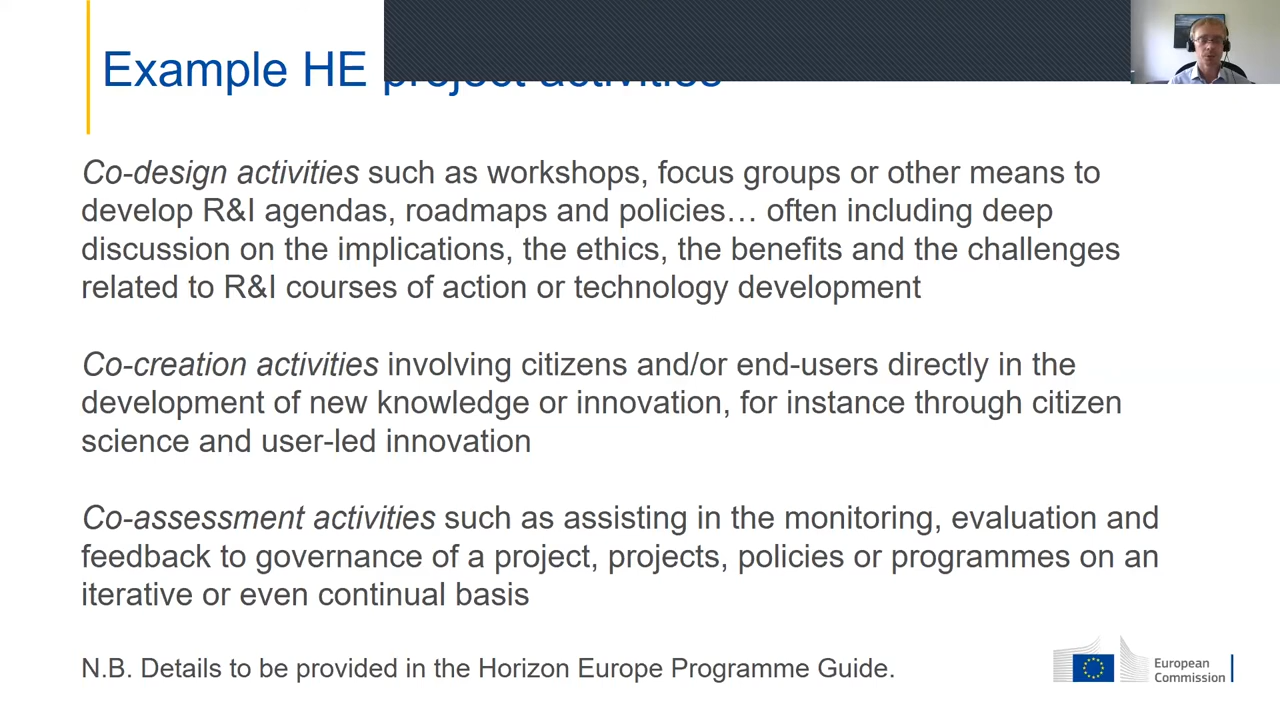 Example HE project activities
Co-design activities such as workshops, focus groups or other means to
develop R&I agendas, roadmaps and policies… often including deep
discussion on the implications, the ethics, the benefits and the challenges
related to R&I courses of action or technology development
Co-creation activities involving citizens and/or end-users directly in the
development of new knowledge or innovation, for instance through citizen
science and user-led innovation
Co-assessment activities such as assisting in the monitoring, evaluation and
feedback to governance of a project, projects, policies or programmes on an
iterative or even continual basis
N.B. Details to be provided in the Horizon Europe Programme Guide.
European
Commission